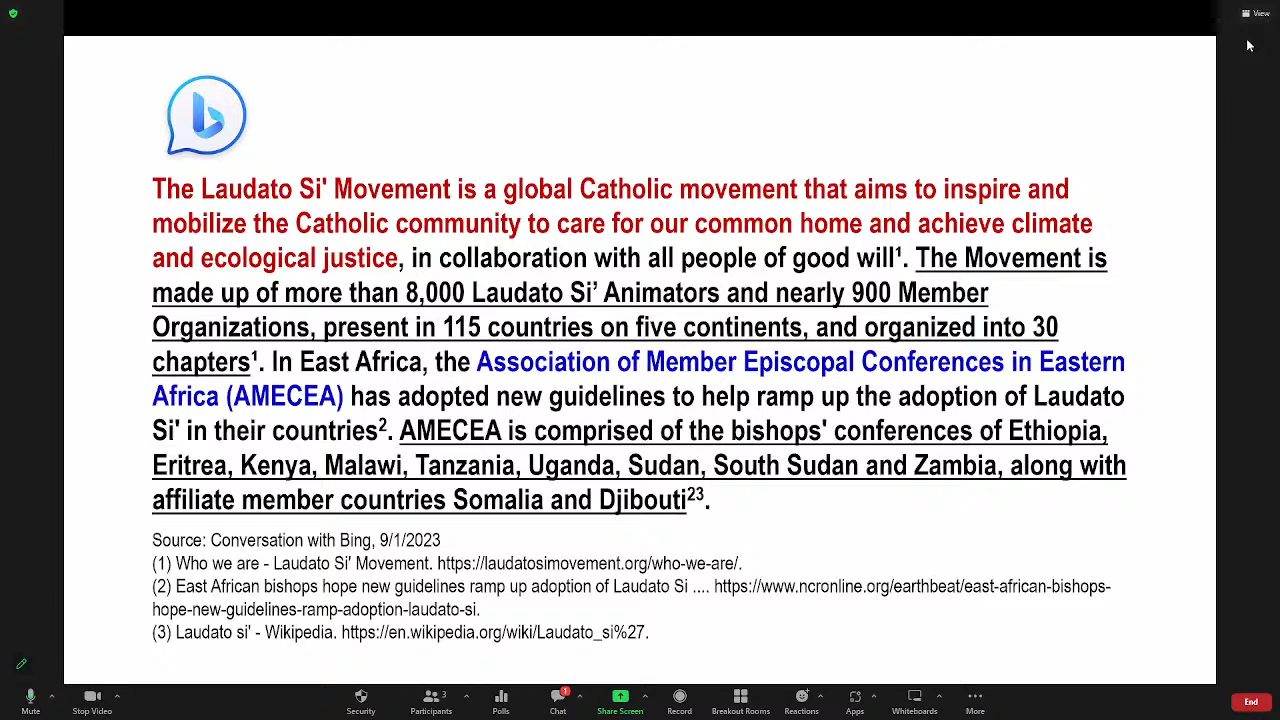 View
The Laudato Si' Movement is a global Catholic movement that aims to inspire and
mobilize the Catholic community to care for our common home and achieve climate
and ecological justice, in collaboration with all people of good will¹. The Movement is
made up of more than 8,000 Laudato Si’ Animators and nearly 900 Member
Organizations, present in 115 countries on five continents, and organized into 30
chapters¹. In East Africa, the Association of Member Episcopal Conferences in Eastern
Africa (AMECEA) has adopted new guidelines to help ramp up the adoption of Laudato
Si' in their countries². AMECEA is comprised of the bishops' conferences of Ethiopia,
Eritrea, Kenya, Malawi, Tanzania, Uganda, Sudan, South Sudan and Zambia, along with
affiliate member countries Somalia and Djibouti²³.
Source: Conversation with Bing, 9/1/2023
(1) Who we are - Laudato Si' Movement. https://laudatosimovement.org/who-we-are/.
(2) East African bishops hope new guidelines ramp up adoption of Laudato Si .... https://www.ncronline.org/earthbeat/east-african-bishops-
hope-new-guidelines-ramp-adoption-laudato-si.
(3) Laudato si' - Wikipedia. https://en.wikipedia.org/wiki/Laudato_si%27.
3 1
Mute Stop Video Security Participants Polls Chat Share Screen Record Breakout Rooms Reactions Apps Whiteboards More End